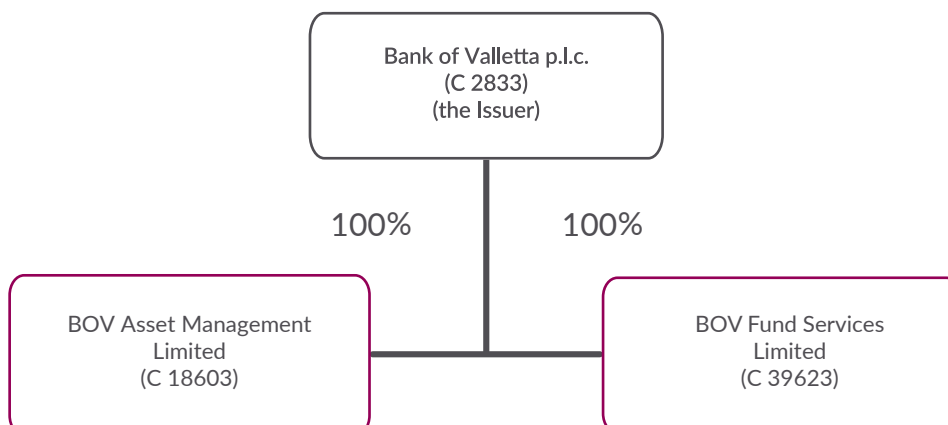 Bank of Valletta p.l.c.
(C 2833)
(the Issuer)
100%
100%
BOV Asset Management
Limited
(C 18603)
BOV Fund Services
Limited
(C 39623)